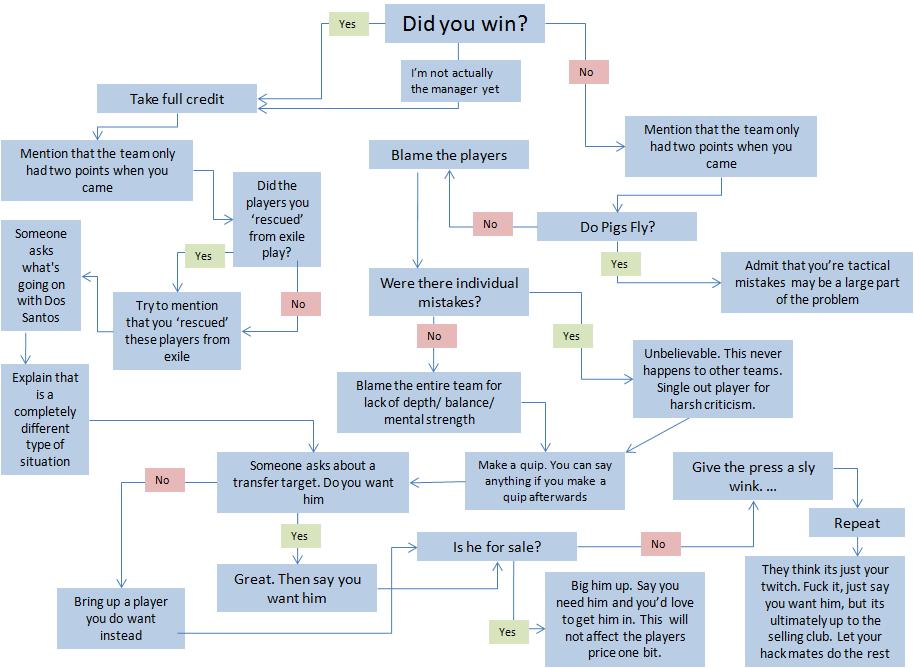 Did you win?
Yes
I'm not actually
the manager yet
No
Take full credit
Mention that the team only
had two points when you
came
Blame the players
Mention that the team only
had two points when you
came
Did the
players you
'rescued'
from exile
play?
Someone
asks
what's
going on
with Dos
Santos
Yes
No
Do Pigs Fly?
Yes
Admit that you're tactical
mistakes may be a large part
of the problem
Were there individual
mistakes?
Try to mention
that you 'rescued'
these players from
exile
No
No
Yes
Unbelievable. This never
happens to other teams.
Single out player for
harsh criticism.
Explain that
is a
completely
different
type of
situation
Blame the entire team for
lack of depth/ balance/
mental strength
Someone asks about a
transfer target. Do you want
him
Make a quip. You can say
anything if you make a
quip afterwards
Give the press a sly
wink. ...
No
Yes
Repeat
Is he for sale?
No
Great. Then say you
want him
They think its just your
twitch. Fuck it, just say
you want him, but its
ultimately up to the
selling club. Let your
hack mates do the rest
Bring up a player
you do want
instead
Yes
Big him up. Say you
need him and you'd love
to get him in. This will
not affect the players
price one bit.